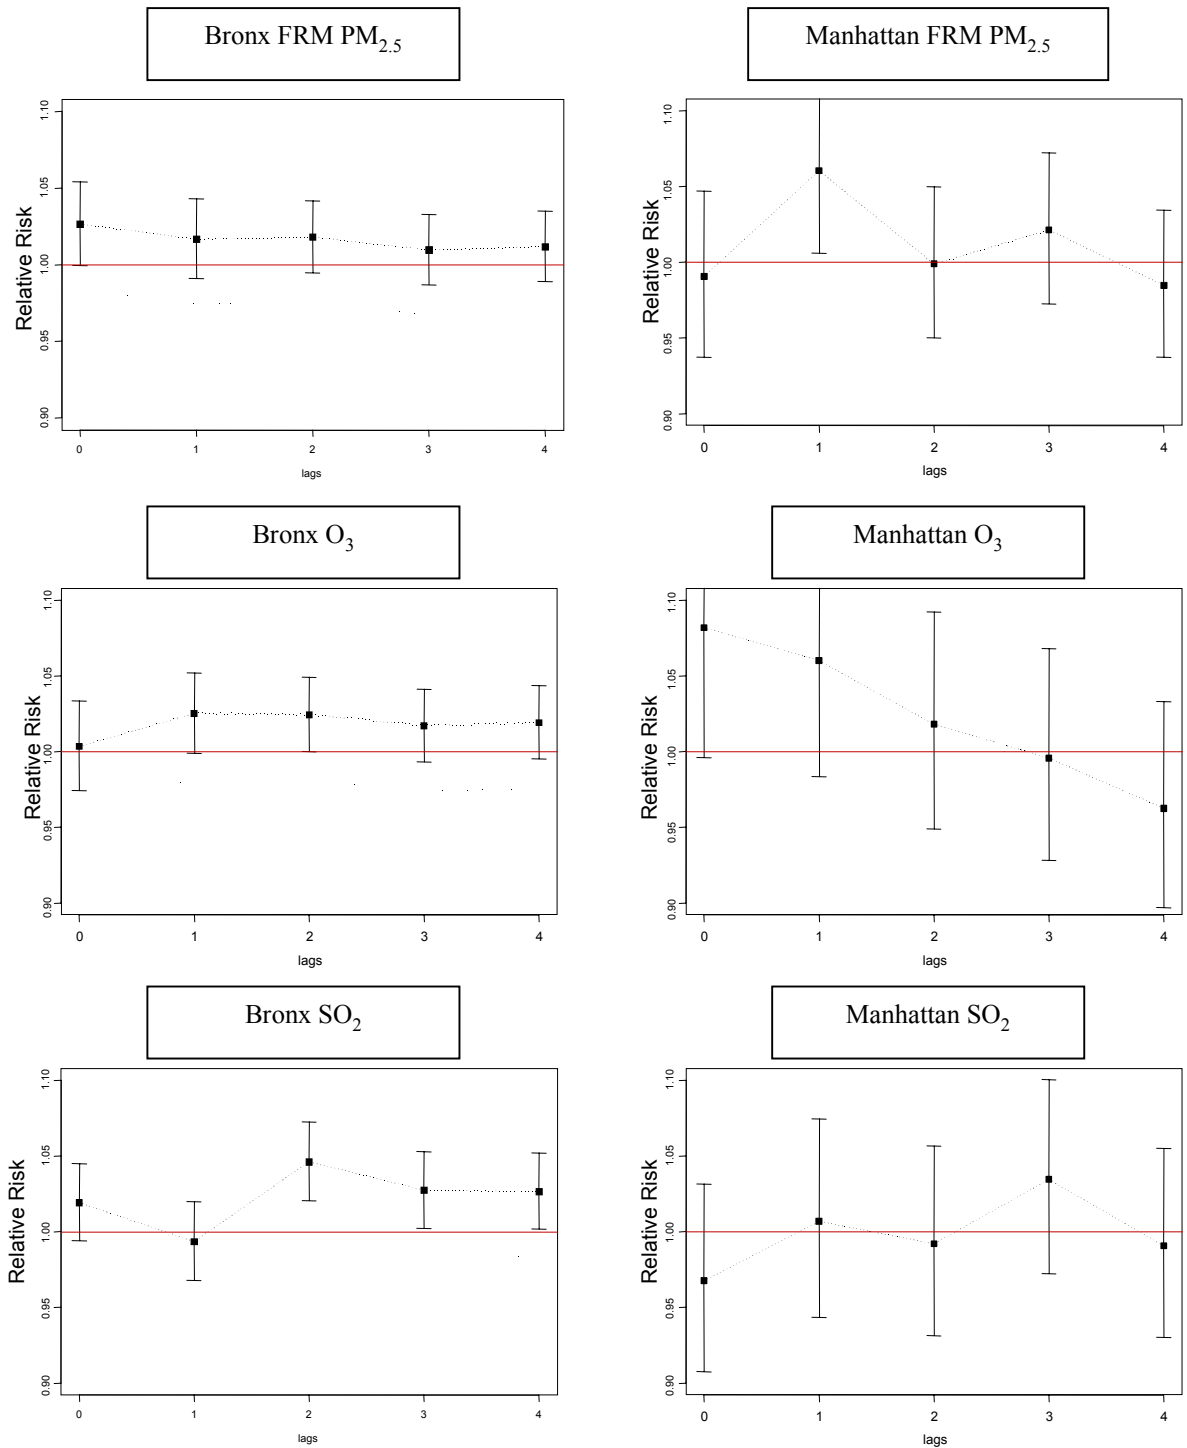 Bronx FRM PM2.5
Manhattan FRM PM2.5
Relative Risk
1.10
1.05
1.00
0.95
0.90
0 1 2 3 4
lags
Relative Risk
1.10
1.05
1.00
0.95
0.90
0 1 2 3 4
lags
Bronx O3
Manhattan O3
Relative Risk
1.10
1.05
1.00
0.95
0.90
0 1 2 3 4
lags
Relative Risk
1.10
1.05
1.00
0.95
0.90
0 1 2 3 4
lags
Bronx SO2
Manhattan SO2
Relative Risk
1.10
1.05
1.00
0.95
0.90
0 1 2 3 4
lags
Relative Risk
1.10
1.05
1.00
0.95
0.90
0 1 2 3 4
lags